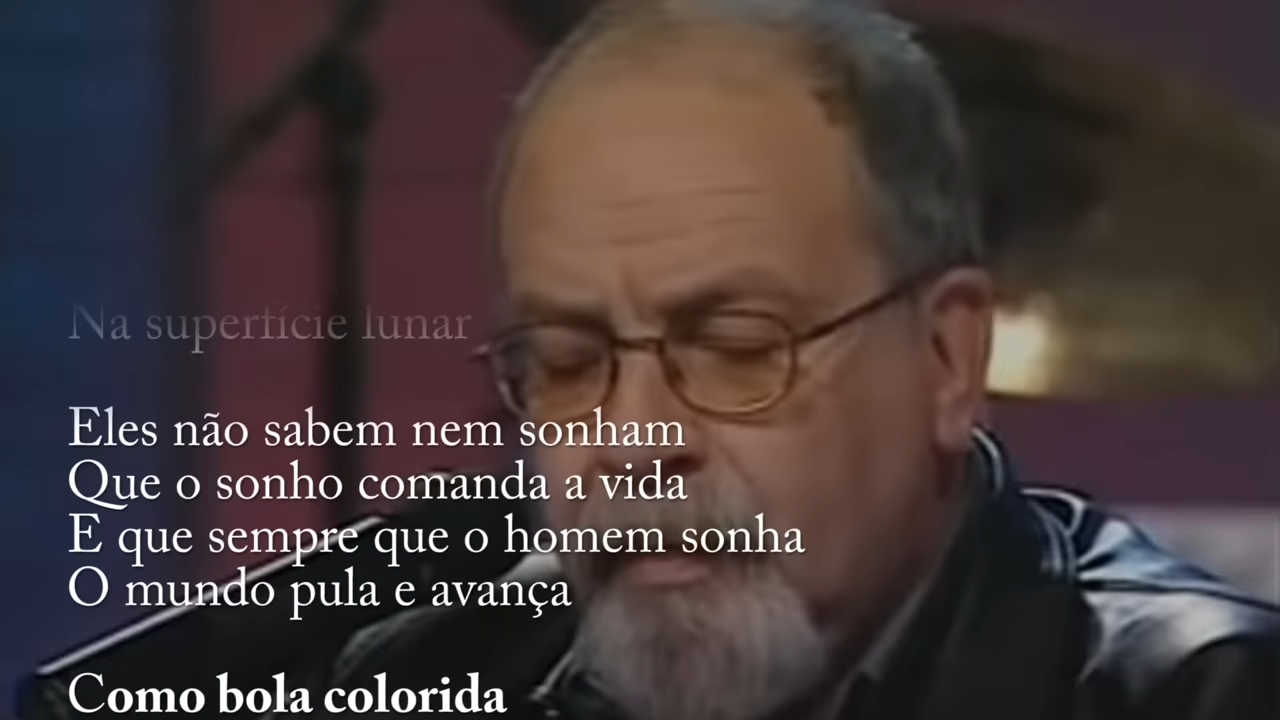 Na superfície lunar
Eles não sabem nem sonham
Que o sonho comanda a vida
E que sempre que o homem sonha
O mundo pula e avança
Como bola colorida